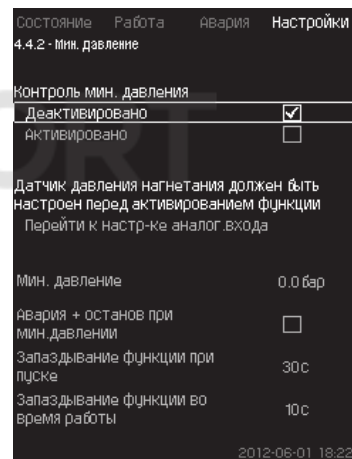 Состояние Работа Авария Настройки
4.4.2 - Мин. давление
Контроль мин. давления
Деактивировано
Активировано
Датчик давления нагнетания должен быть
настроен перед активированием функции
Перейти к настр-ке аналог.входа
Мин. давление 0.0 бар
Авария + останов при
мин.давлении
Запаздывание функции при
пуске 30с
Запаздывание функции во
время работы 10с
2012-06-01 18:22